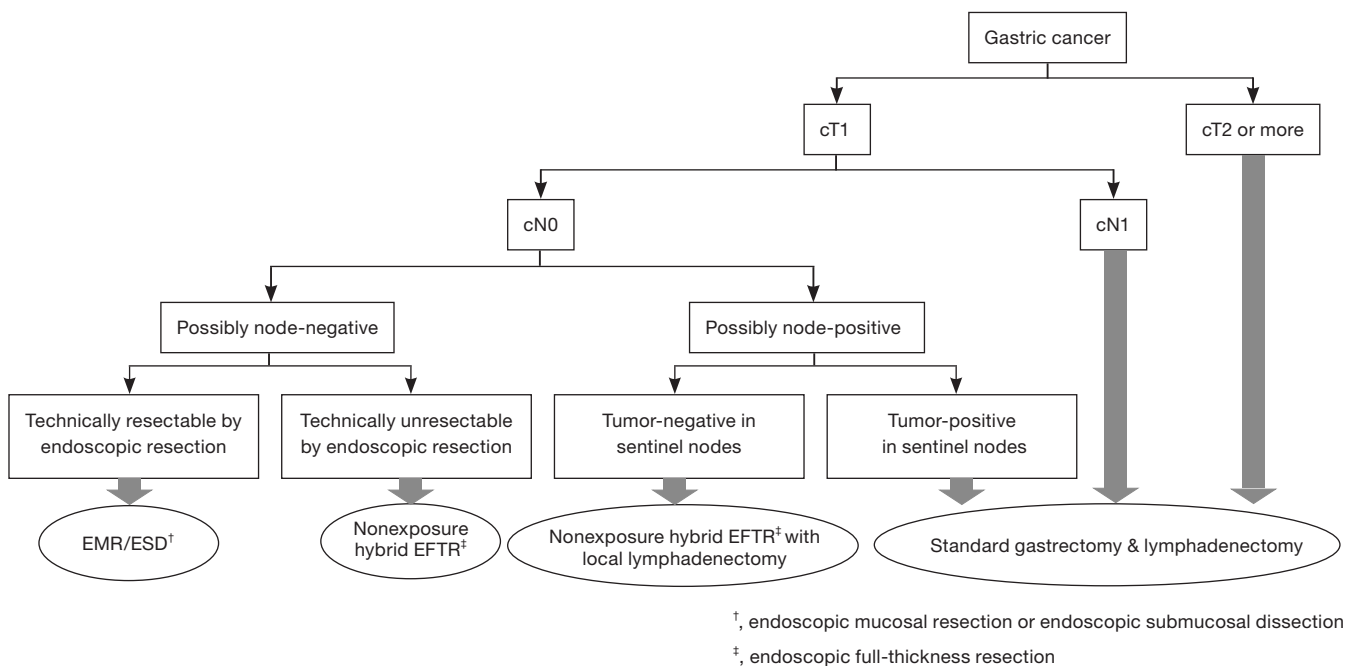 Gastric cancer
cT1
cT2 or more
cN0
cN1
Possibly node-negative
Possibly node-positive
Technically resectable by
endoscopic resection
Technically unresectable
by endoscopic resection
Tumor-negative in
sentinel nodes
Tumor-positive
in sentinel nodes
EMR/ESD†
Nonexposure
hybrid EFTR‡
Nonexposure hybrid EFTR‡ with
local lymphadenectomy
Standard gastrectomy & lymphadenectomy
†, endoscopic mucosal resection or endoscopic submucosal dissection
‡, endoscopic full-thickness resection